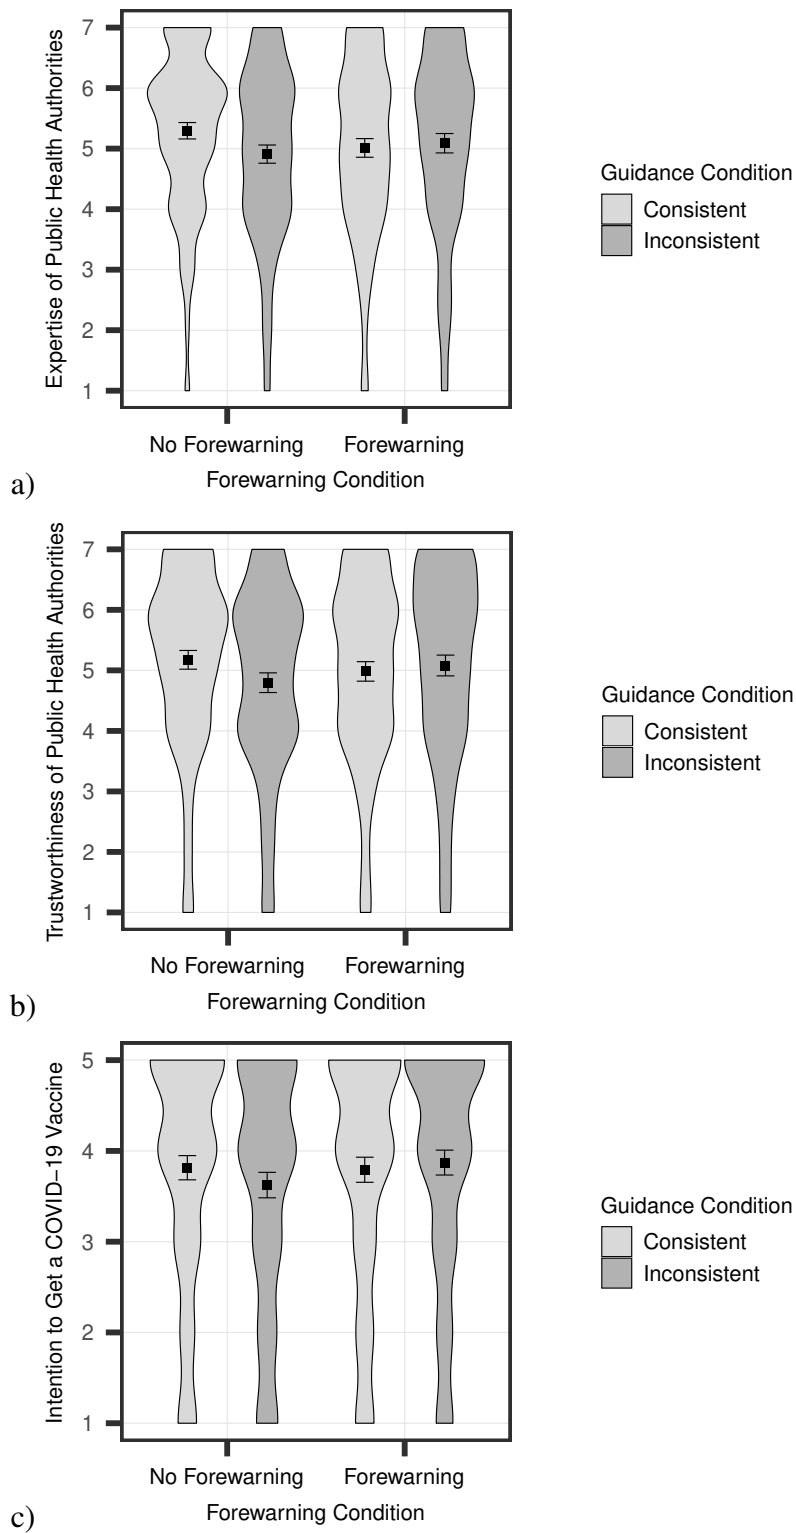 Expertise of Public Health Authorities
7
6
5
4
3
2
1
No Forewarning
Forewarning
Forewarning Condition
Guidance Condition
Consistent
Inconsistent
a)
Trustworthiness of Public Health Authorities
7
6
5
4
3
2
1
No Forewarning
Forewarning
Forewarning Condition
Guidance Condition
Consistent
Inconsistent
b)
Intention to Get a COVID−19 Vaccine
5
4
3
2
1
No Forewarning
Forewarning
Forewarning Condition
Guidance Condition
Consistent
Inconsistent
c)